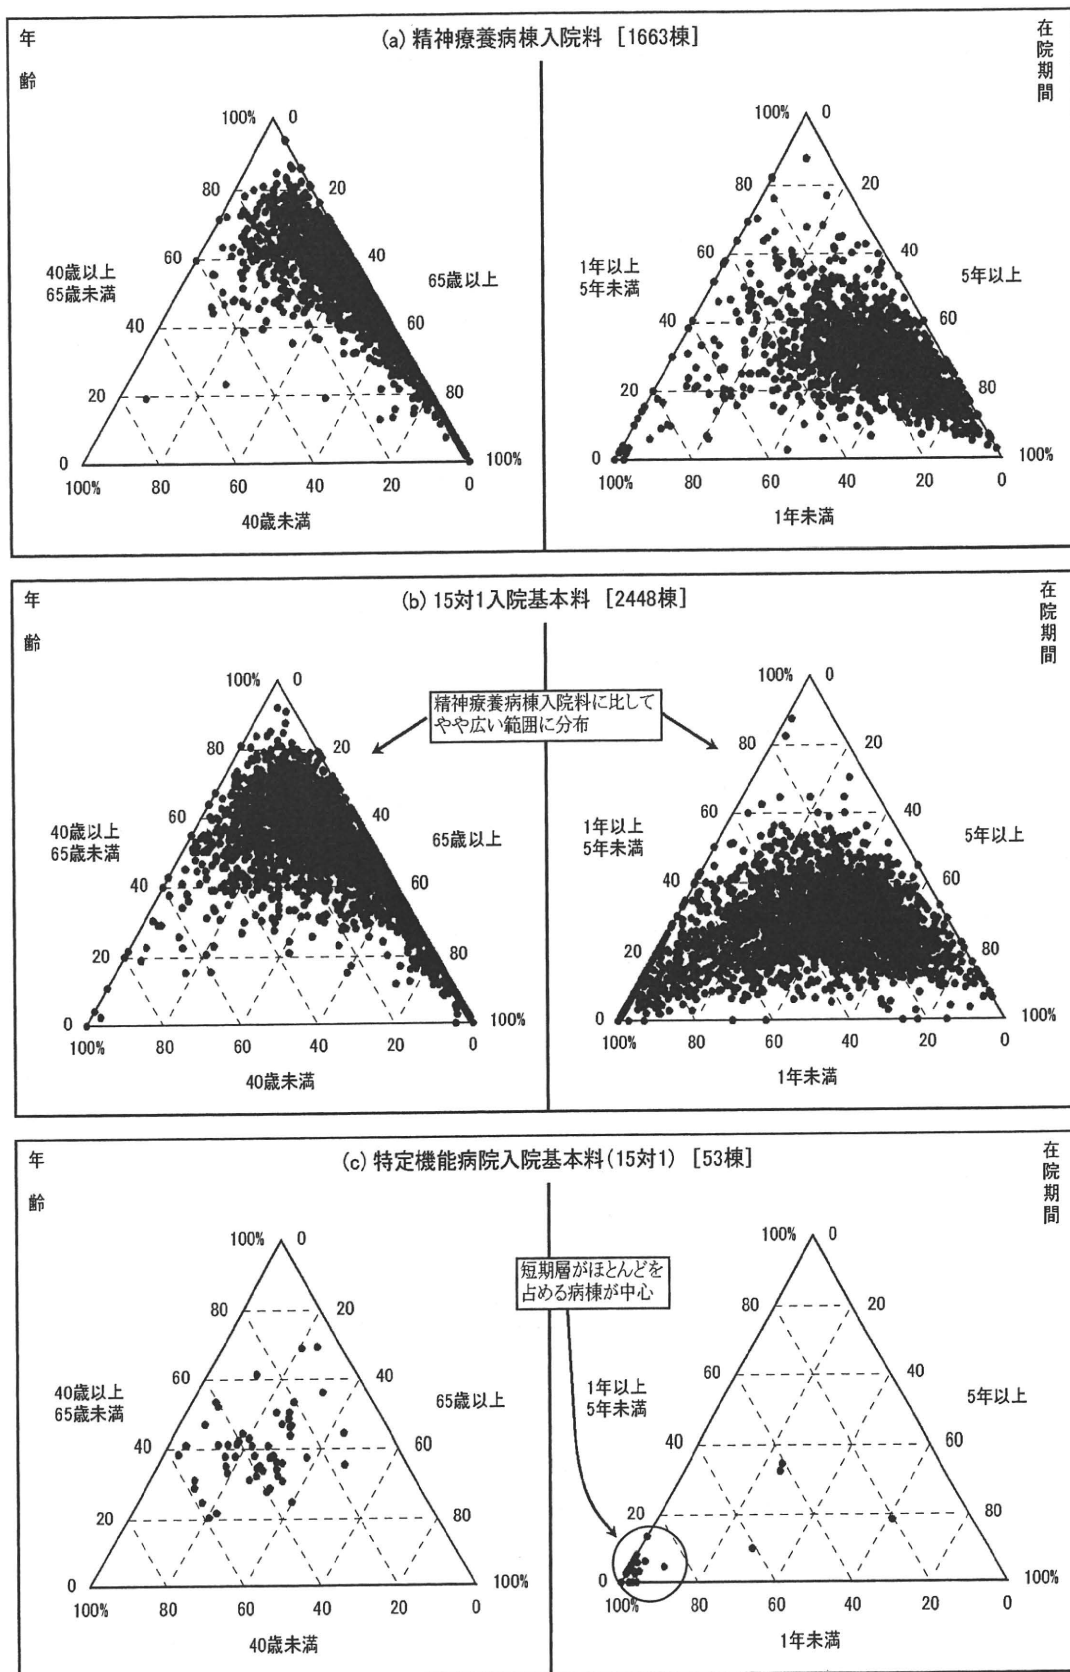 (a) 精神療養病棟入院料 [1663棟]
年齢
在院期間
100% 0
80 20
60 40
40 60
20 80
0 100%
100% 80 60 40 20 0
40歳以上
65歳未満
65歳以上
40歳未満
100% 0
80 20
60 40
40 60
20 80
0 100%
100% 80 60 40 20 0
1年以上
5年未満
5年以上
1年未満
(b) 15対1入院基本料 [2448棟]
年齢
在院期間
精神療養病棟入院料に比して
やや広い範囲に分布
100% 0
80 20
60 40
40 60
20 80
0 100%
100% 80 60 40 20 0
40歳以上
65歳未満
65歳以上
40歳未満
100% 0
80 20
60 40
40 60
20 80
0 100%
100% 80 60 40 20 0
1年以上
5年未満
5年以上
1年未満
(c) 特定機能病院入院基本料(15対1) [53棟]
年齢
在院期間
短期層がほとんどを
占める病棟が中心
100% 0
80 20
60 40
40 60
20 80
0 100%
100% 80 60 40 20 0
40歳以上
65歳未満
65歳以上
40歳未満
100% 0
80 20
60 40
40 60
20 80
0 100%
100% 80 60 40 20 0
1年以上
5年未満
5年以上
1年未満